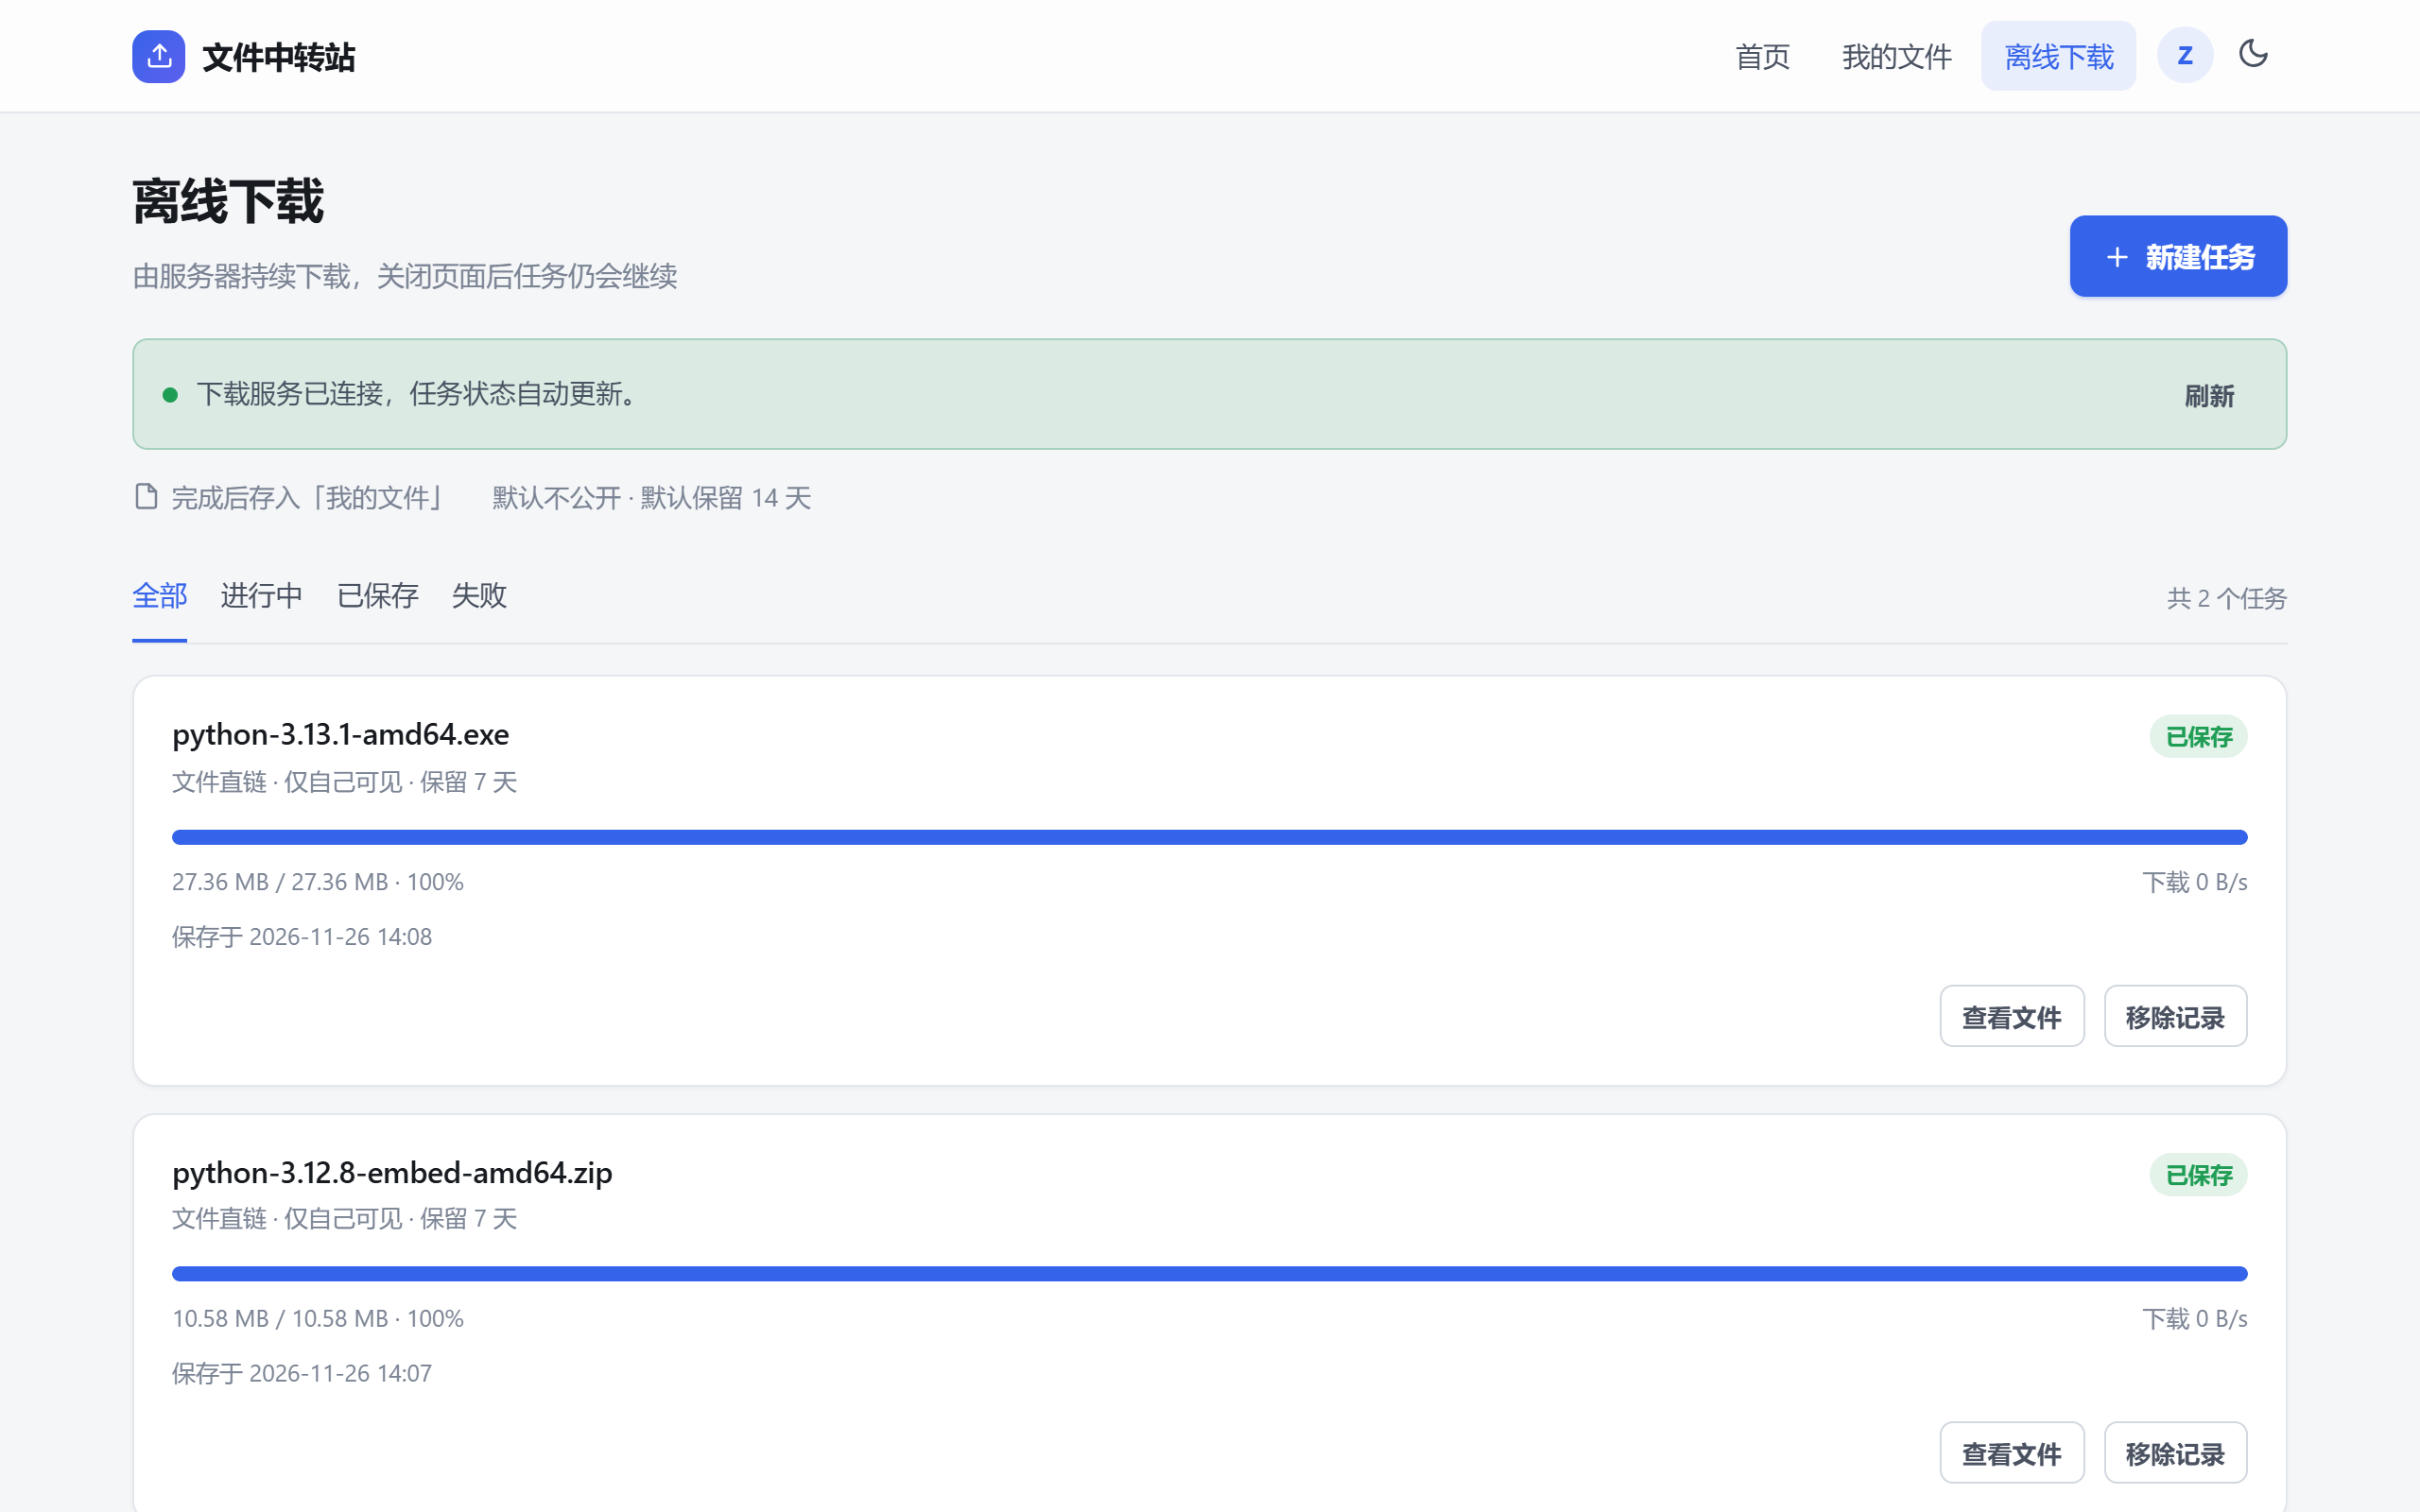 文件中转站
首页 我的文件 离线下载 Z
离线下载
由服务器持续下载，关闭页面后任务仍会继续
+ 新建任务
下载服务已连接，任务状态自动更新。 刷新
完成后存入「我的文件」 默认不公开 · 默认保留 14 天
全部 进行中 已保存 失败 共 2 个任务
python-3.13.1-amd64.exe 已保存
文件直链 · 仅自己可见 · 保留 7 天
27.36 MB / 27.36 MB · 100% 下载 0 B/s
保存于 2026-11-26 14:08
查看文件 移除记录
python-3.12.8-embed-amd64.zip 已保存
文件直链 · 仅自己可见 · 保留 7 天
10.58 MB / 10.58 MB · 100% 下载 0 B/s
保存于 2026-11-26 14:07
查看文件 移除记录